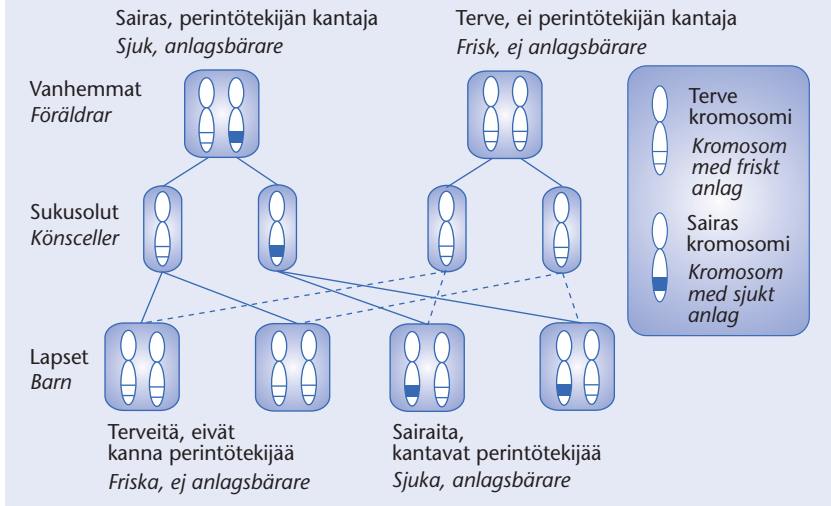 Sairas, perintötekijän kantaja
Sjuk, anlagsbärare
Terve, ei perintötekijän kantaja
Frisk, ej anlagsbärare
Vanhemmat
Föräldrar
Sukusolut
Könsceller
Lapset
Barn
Terveitä, eivät
kanna perintötekijää
Friska, ej anlagsbärare
Sairaita,
kantavat perintötekijää
Sjuka, anlagsbärare
Terve
kromosomi
Kromosom
med friskt
anlag
Sairas
kromosomi
Kromosom
med sjukt
anlag